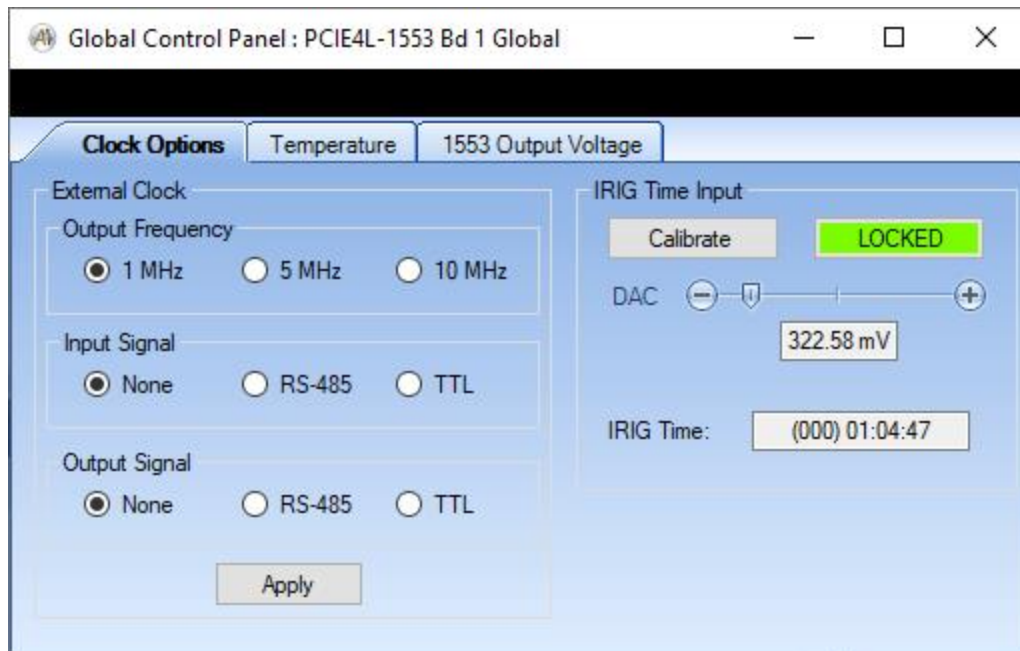 Global Control Panel : PCIE4L-1553 Bd 1 Global
Clock Options Temperature 1553 Output Voltage
External Clock
Output Frequency
1 MHz 5 MHz 10 MHz
Input Signal
None RS-485 TTL
Output Signal
None RS-485 TTL
Apply
IRIG Time Input
Calibrate LOCKED
DAC
322.58 mV
IRIG Time: (000) 01:04:47